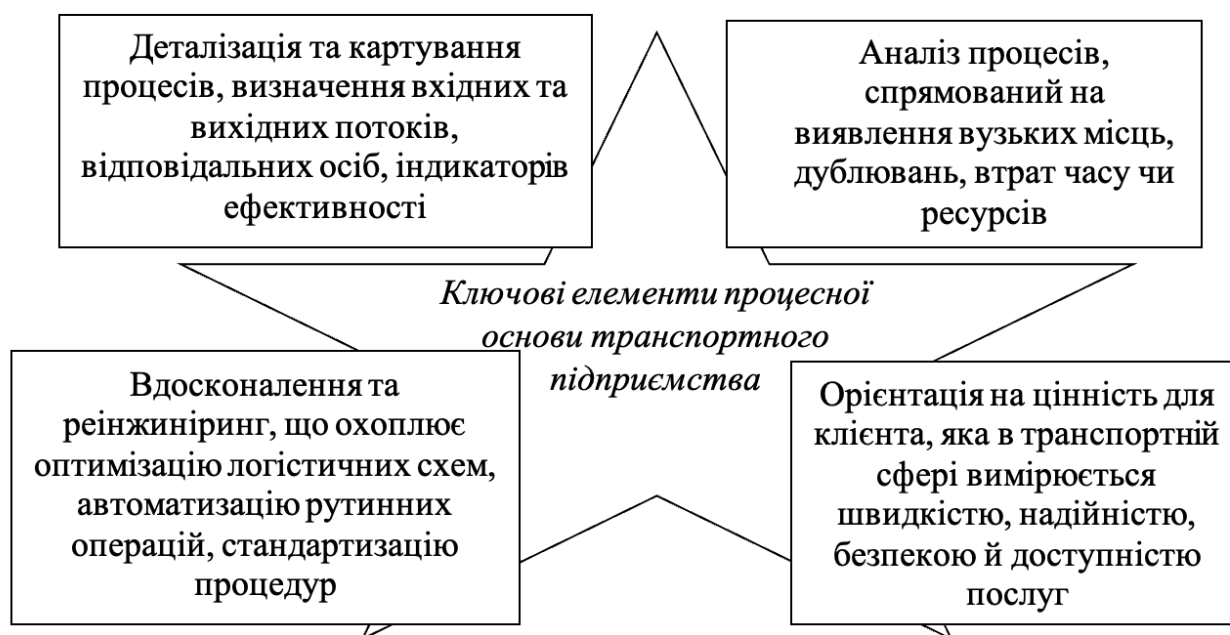 Деталізація та картування
процесів, визначення вхідних та
вихідних потоків,
відповідальних осіб, індикаторів
ефективності
Аналіз процесів,
спрямований на
виявлення вузьких місць,
дублювань, втрат часу чи
ресурсів
Ключові елементи процесної
основи транспортного
підприємства
Вдосконалення та
реінжиніринг, що охоплює
оптимізацію логістичних схем,
автоматизацію рутинних
операцій, стандартизацію
процедур
Орієнтація на цінність для
клієнта, яка в транспортній
сфері вимірюється
швидкістю, надійністю,
безпекою й доступністю
послуг